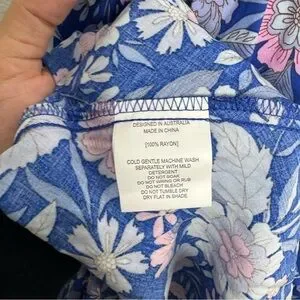 DESIGNED IN AUSTRALIA
MADE IN CHINA
[100% RAYON]
COLD GENTLE MACHINE WASH
SEPARATELY WITH MILD
DETERGENT
DO NOT SOAK
DO NOT WRING OR RUB
DO NOT BLEACH
DO NOT TUMBLE DRY
DRY FLAT IN SHADE